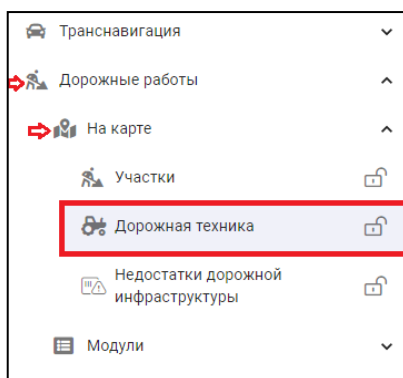 Транснавигация
Дорожные работы
На карте
Участки
Дорожная техника
Недостатки дорожной
инфраструктуры
Модули